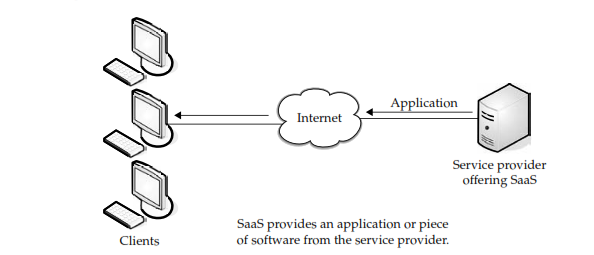 Application
Internet
Service provider
offering SaaS
SaaS provides an application or piece
of software from the service provider.
Clients